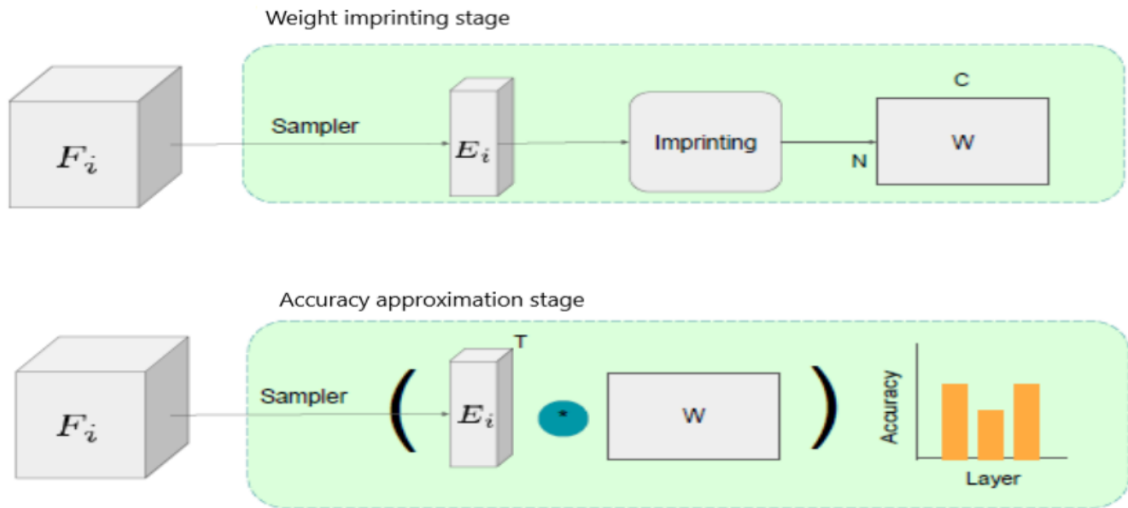 Weight imprinting stage
F_i
Sampler
E_i
Imprinting
N
C
W
Accuracy approximation stage
F_i
Sampler
(
E_i
T
*
W
)
Accuracy
Layer